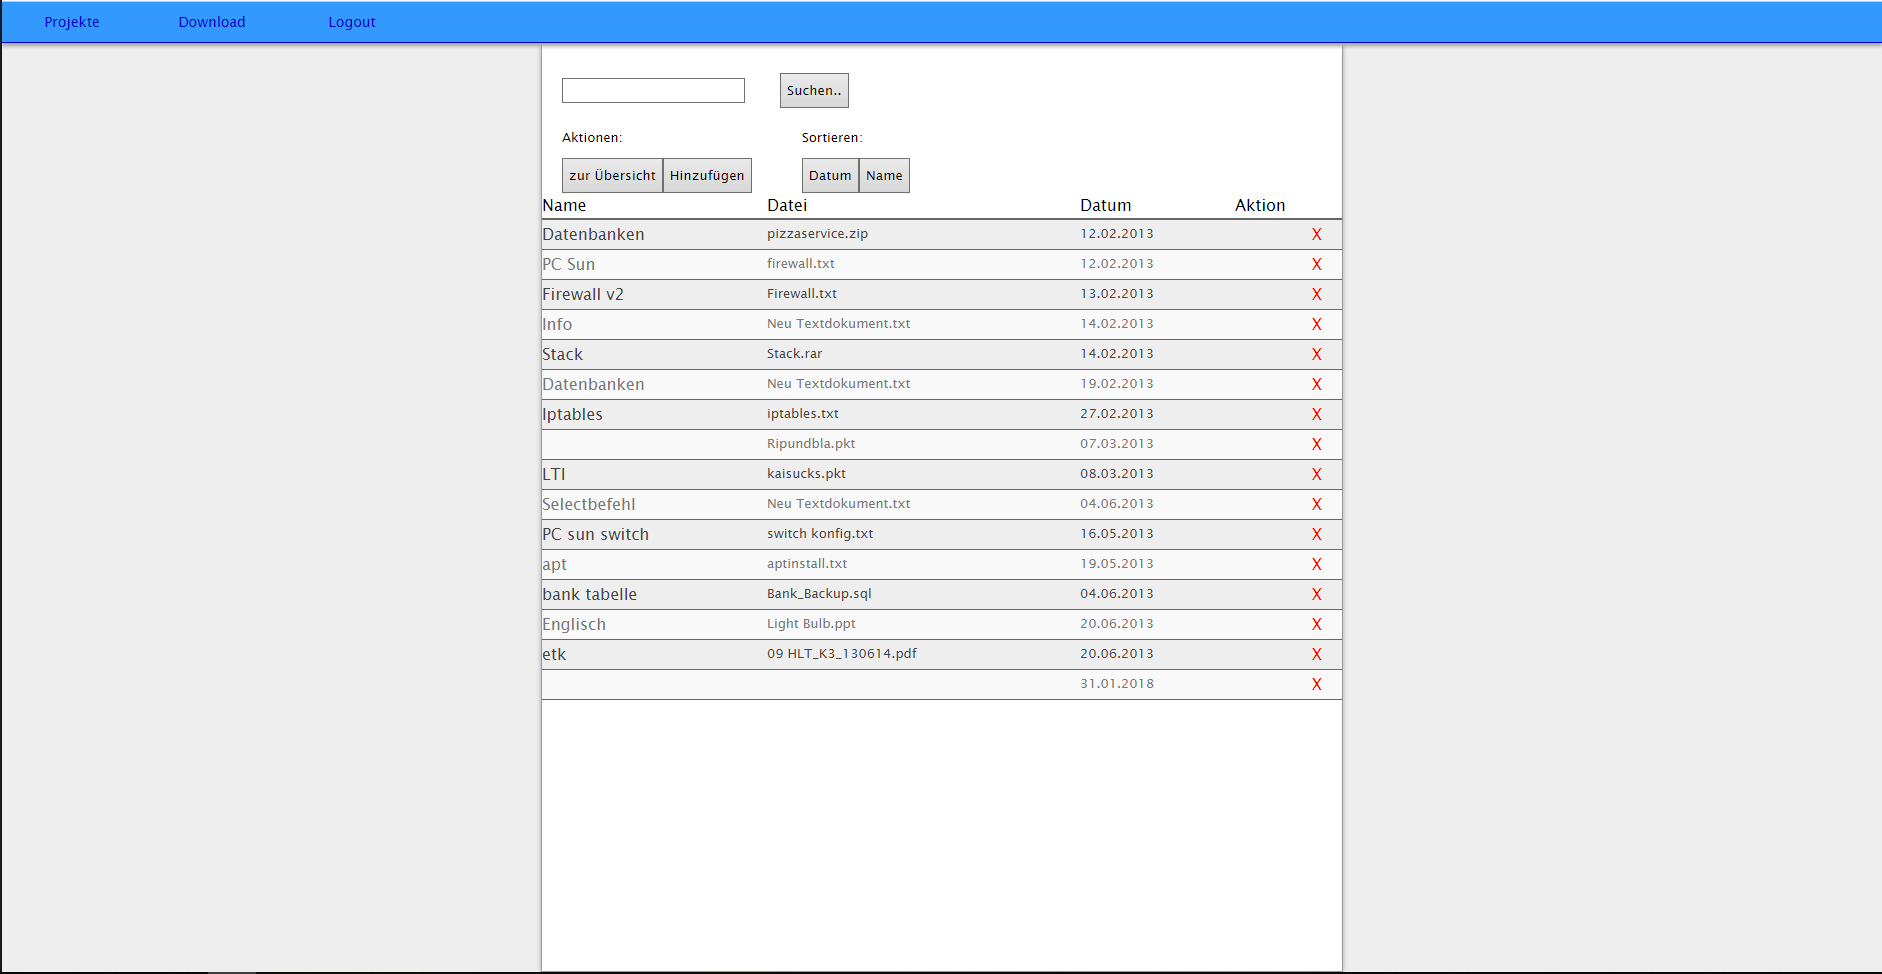 Projekte Download Logout
Suchen..
Aktionen: Sortieren:
zur Übersicht Hinzufügen Datum Name
Name Datei Datum Aktion
Datenbanken pizzaservice.zip 12.02.2013 X
PC Sun firewall.txt 12.02.2013 X
Firewall v2 Firewall.txt 13.02.2013 X
Info Neu Textdokument.txt 14.02.2013 X
Stack Stack.rar 14.02.2013 X
Datenbanken Neu Textdokument.txt 19.02.2013 X
Iptables iptables.txt 27.02.2013 X
Ripundbla.pkt 07.03.2013 X
LTI kaisucks.pkt 08.03.2013 X
Selectbefehl Neu Textdokument.txt 04.06.2013 X
PC sun switch switch konfig.txt 16.05.2013 X
apt aptinstall.txt 19.05.2013 X
bank tabelle Bank_Backup.sql 04.06.2013 X
Englisch Light Bulb.ppt 20.06.2013 X
etk 09 HLT_K3_130614.pdf 20.06.2013 X
31.01.2018 X